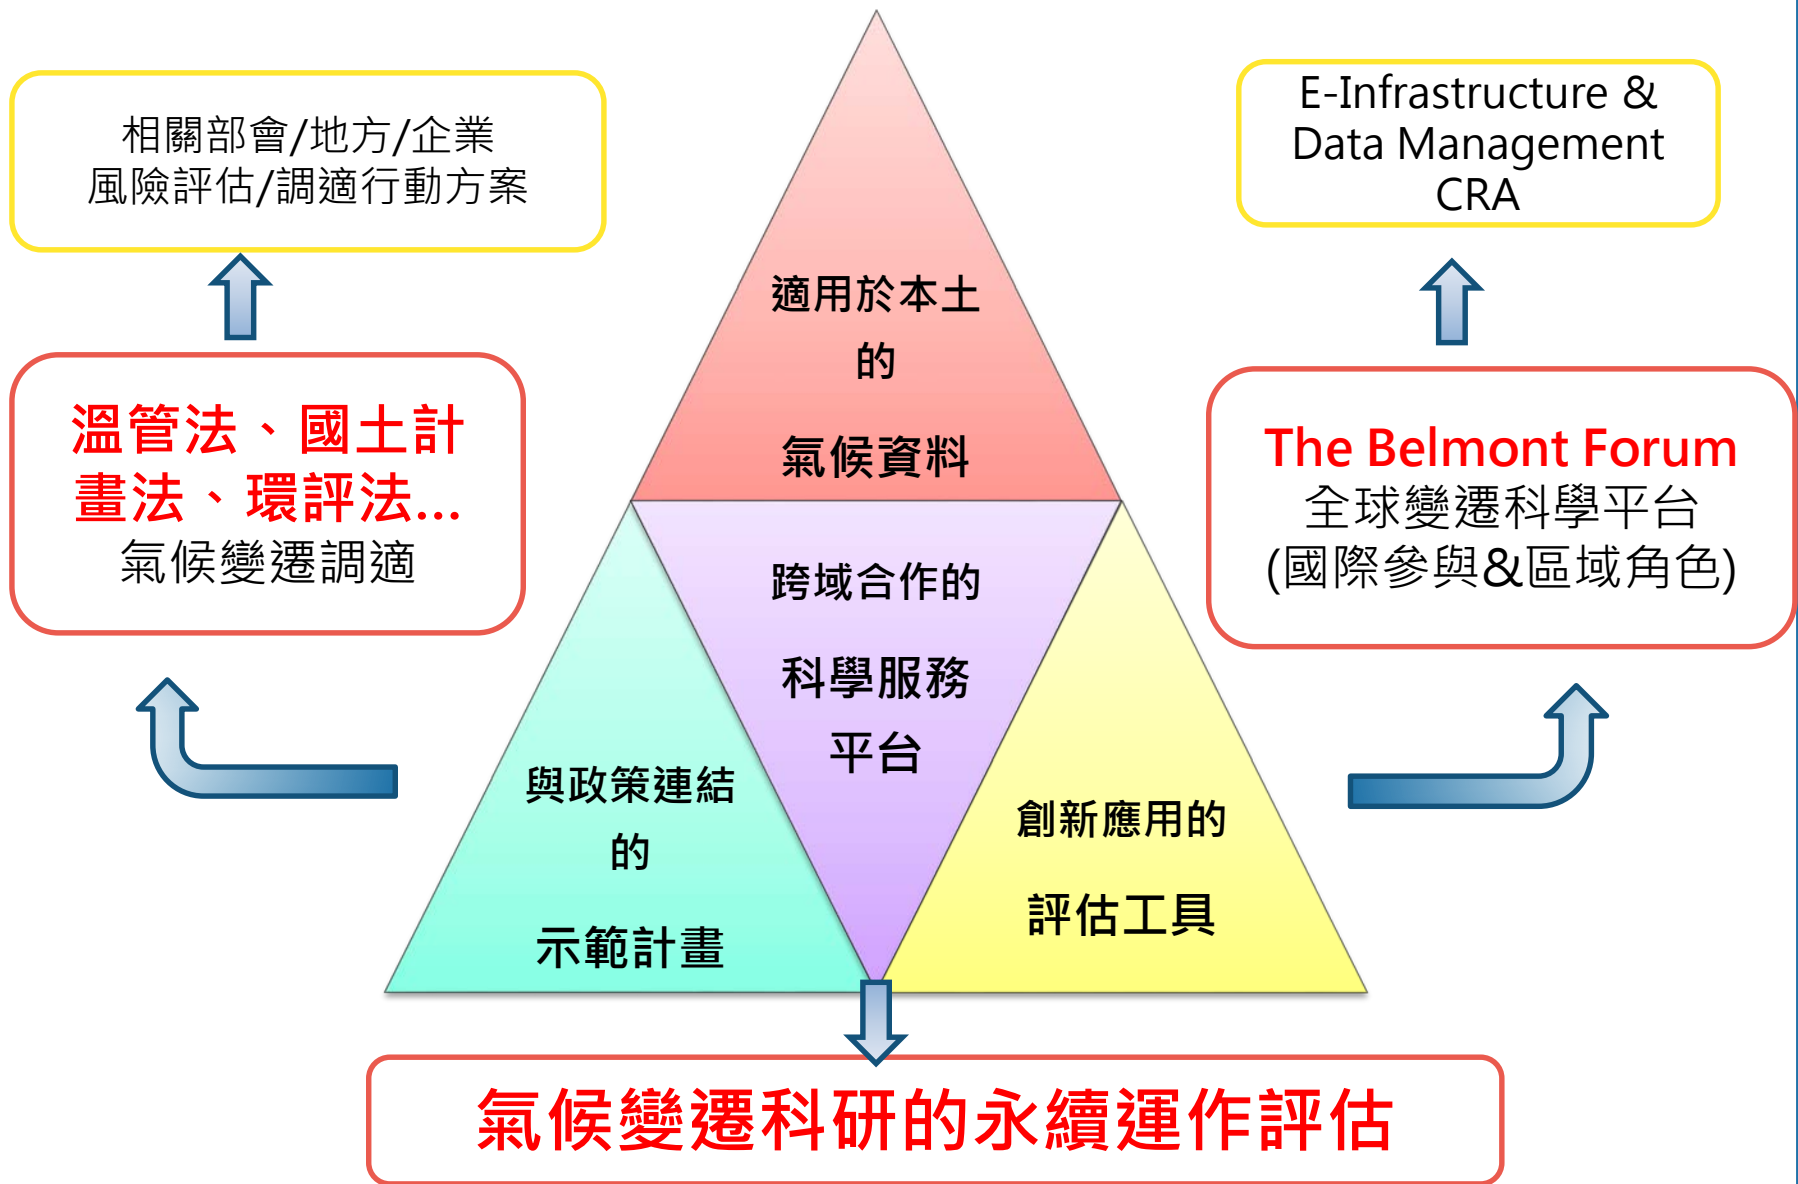 相關部會/地方/企業
風險評估/調適行動方案
溫管法、國土計
畫法、環評法...
氣候變遷調適
適用於本土
的
氣候資料
跨域合作的
科學服務
平台
與政策連結
的
示範計畫
創新應用的
評估工具
E-Infrastructure &
Data Management
CRA
The Belmont Forum
全球變遷科學平台
(國際參與&區域角色)
氣候變遷科研的永續運作評估